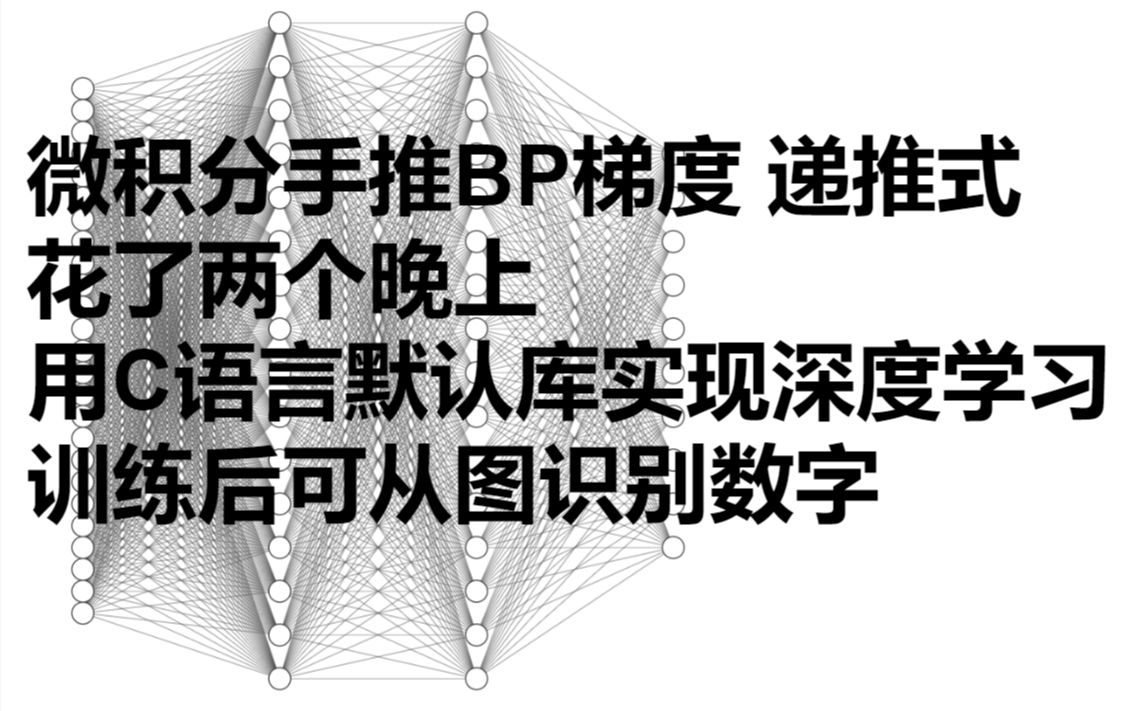 微积分手推BP梯度 递推式
花了两个晚上
用C语言默认库实现深度学习
训练后可从图识别数字